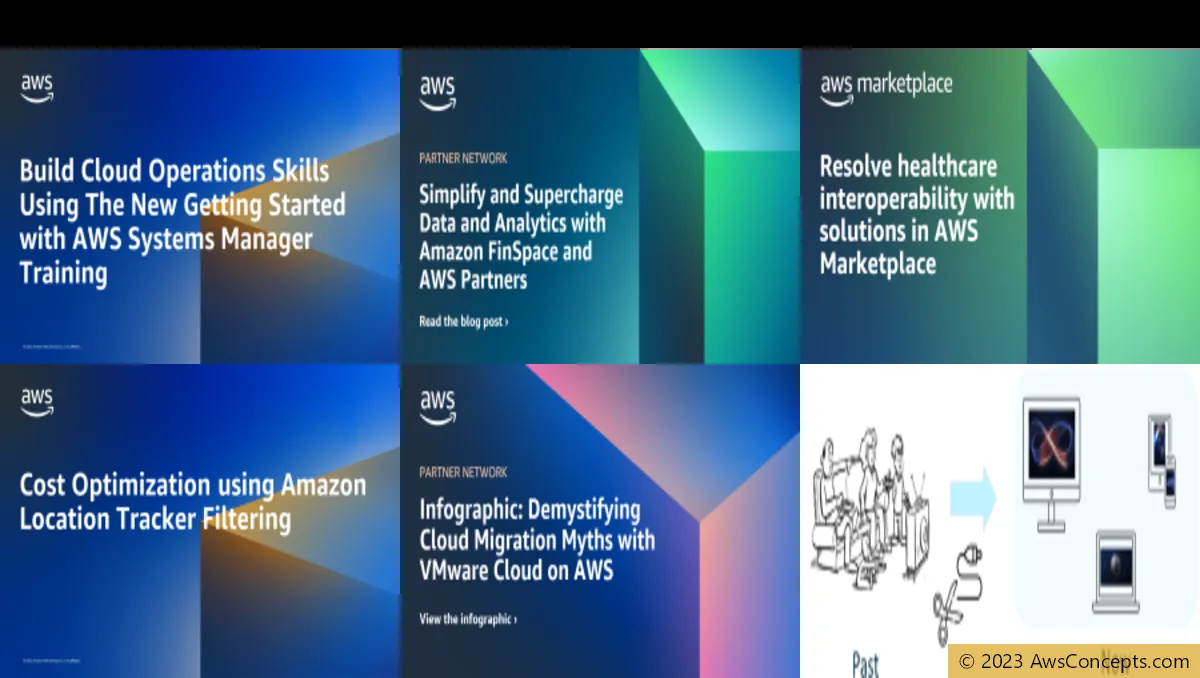 aws
Build Cloud Operations Skills
Using The New Getting Started
with AWS Systems Manager
Training
aws
PARTNER NETWORK
Simplify and Supercharge
Data and Analytics with
Amazon FinSpace and
AWS Partners
Read the blog post ›
aws marketplace
Resolve healthcare
interoperability with
solutions in AWS
Marketplace
aws
Cost Optimization using Amazon
Location Tracker Filtering
aws
PARTNER NETWORK
Infographic: Demystifying
Cloud Migration Myths with
VMware Cloud on AWS
View the infographic ›
Past
Now
© 2023 AwsConcepts.com